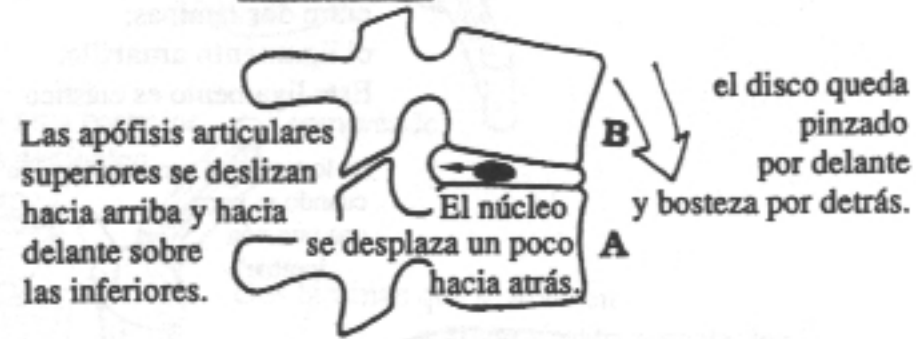 el disco queda
pinzado
por delante
y bosteza por detrás.
Las apófisis articulares
superiores se deslizan
hacia arriba y hacia
delante sobre
las inferiores.
B
El núcleo
se desplaza un poco
hacia atrás.
A